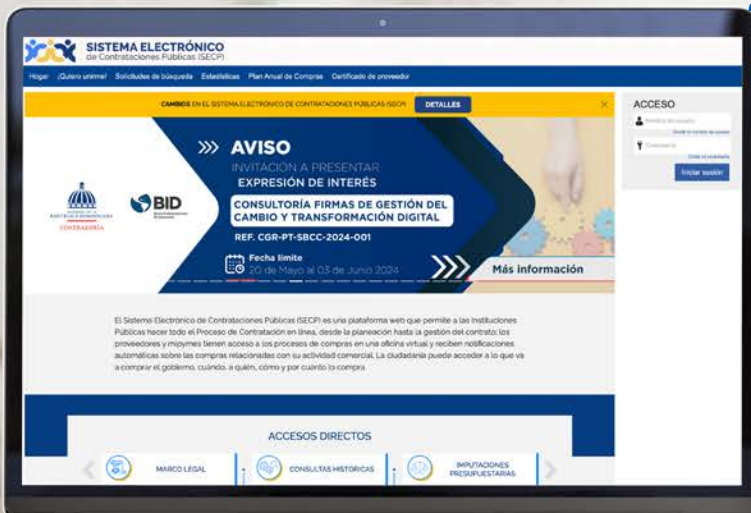 SISTEMA ELECTRÓNICO
de Contrataciones Públicas (SECP)
Hogar ¡Quiero unirme! Solicitudes de búsqueda Estadísticas Plan Anual de Compras Certificado de proveedor
CAMBIOS EN EL SISTEMA ELECTRÓNICO DE CONTRATACIONES PÚBLICAS (SECP) DETALLES
ACCESO
Nombre de usuario
Contraseña
Iniciar sesión
AVISO
INVITACIÓN A PRESENTAR
EXPRESIÓN DE INTERÉS
CONSULTORÍA FIRMAS DE GESTIÓN DEL
CAMBIO Y TRANSFORMACIÓN DIGITAL
REF. CGR-PT-SBCC-2024-001
Fecha límite
20 de Mayo al 03 de Junio 2024
Más información
REPÚBLICA DOMINICANA
CONTRALORÍA
BID
El Sistema Electrónico de Contrataciones Públicas (SECP) es una plataforma web que permite a las Instituciones
Públicas hacer todo el Proceso de Contratación en línea, desde la planeación hasta la gestión del contrato; los
proveedores y mipymes tienen acceso a los procesos de compras en una oficina virtual y reciben notificaciones
automáticas sobre las compras relacionadas con su actividad comercial. La ciudadanía puede acceder a lo que va
a comprar el gobierno, cuándo, a quién, cómo y por cuánto lo compra.
ACCESOS DIRECTOS
MARCO LEGAL
CONSULTAS HISTORICAS
IMPUTACIONES
PRESUPUESTARIAS